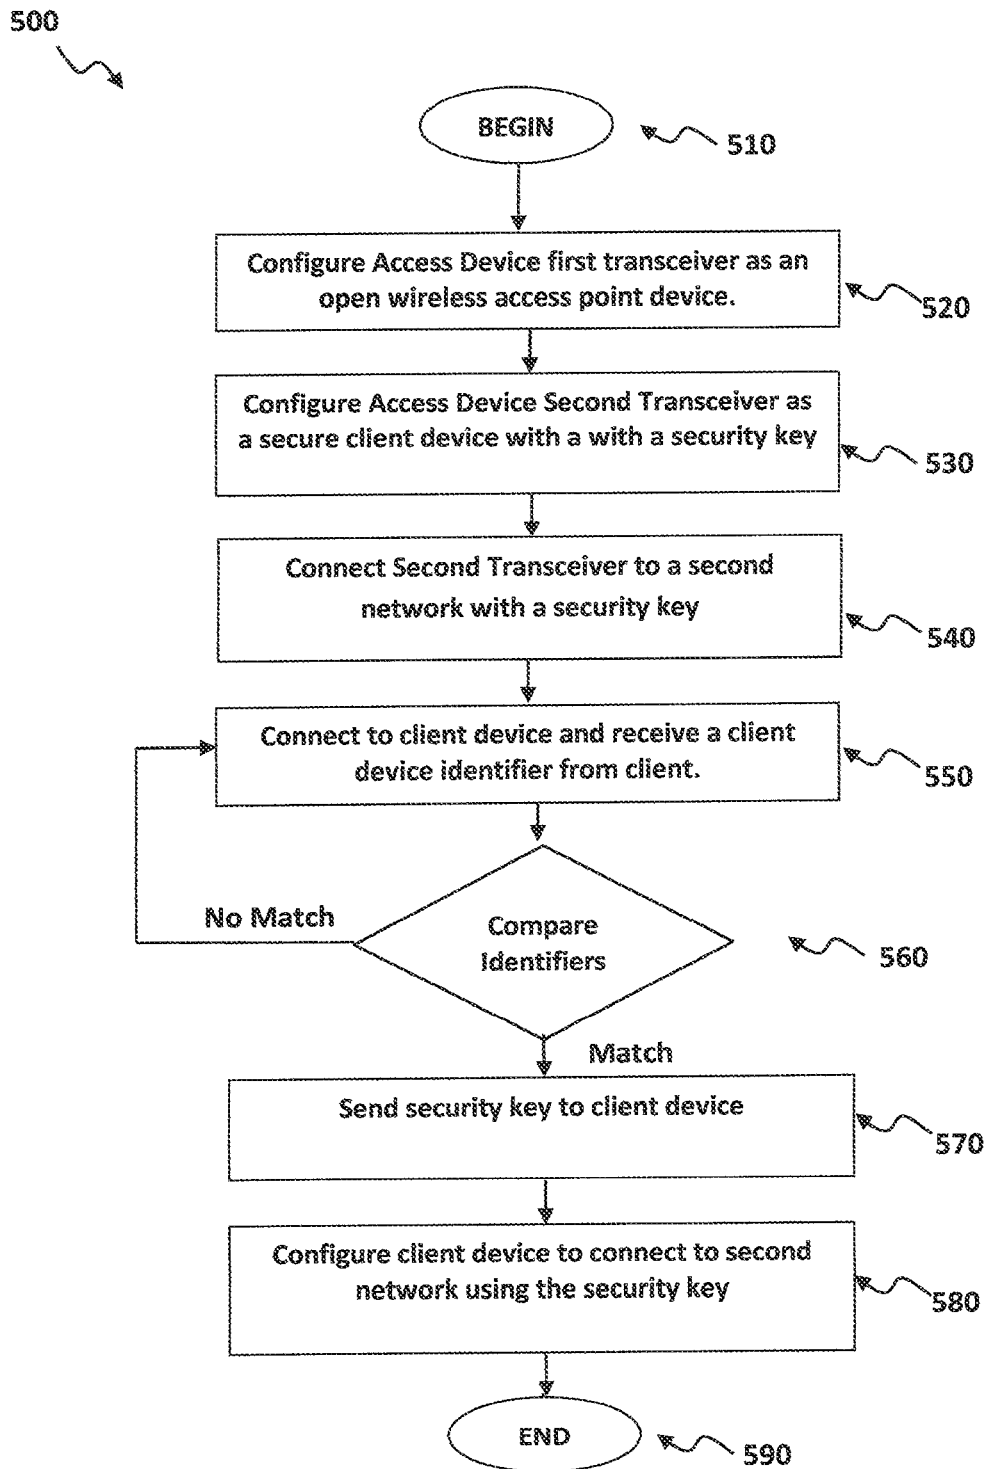 500
BEGIN
510
Configure Access Device first transceiver as an
open wireless access point device.
520
Configure Access Device Second Transceiver as
a secure client device with a with a security key
530
Connect Second Transceiver to a second
network with a security key
540
Connect to client device and receive a client
device identifier from client.
550
No Match
Compare
Identifiers
560
Match
Send security key to client device
570
Configure client device to connect to second
network using the security key
580
END
590